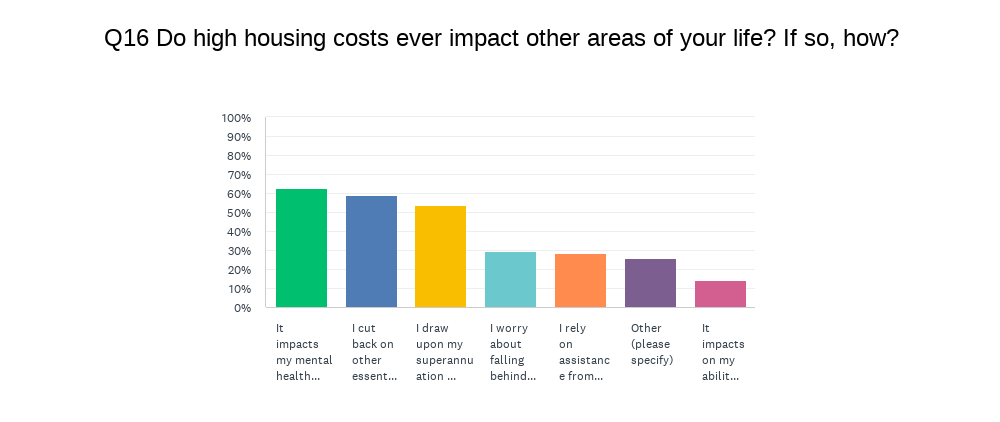 Q16 Do high housing costs ever impact other areas of your life? If so, how?
100%
90%
80%
70%
60%
50%
40%
30%
20%
10%
0%
It
impacts
my mental
health...
I cut
back on
other
essent...
I draw
upon my
superannu
ation ...
I worry
about
falling
behind...
I rely
on
assistanc
e from...
Other
(please
specify)
It
impacts
on my
abilit...